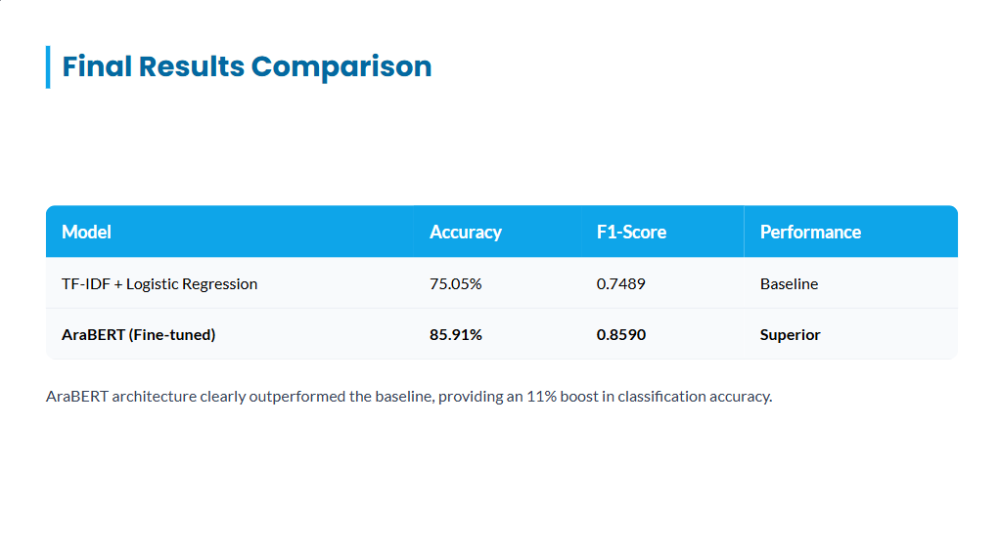 Final Results Comparison
Model Accuracy F1-Score Performance
TF-IDF + Logistic Regression 75.05% 0.7489 Baseline
AraBERT (Fine-tuned) 85.91% 0.8590 Superior
AraBERT architecture clearly outperformed the baseline, providing an 11% boost in classification accuracy.